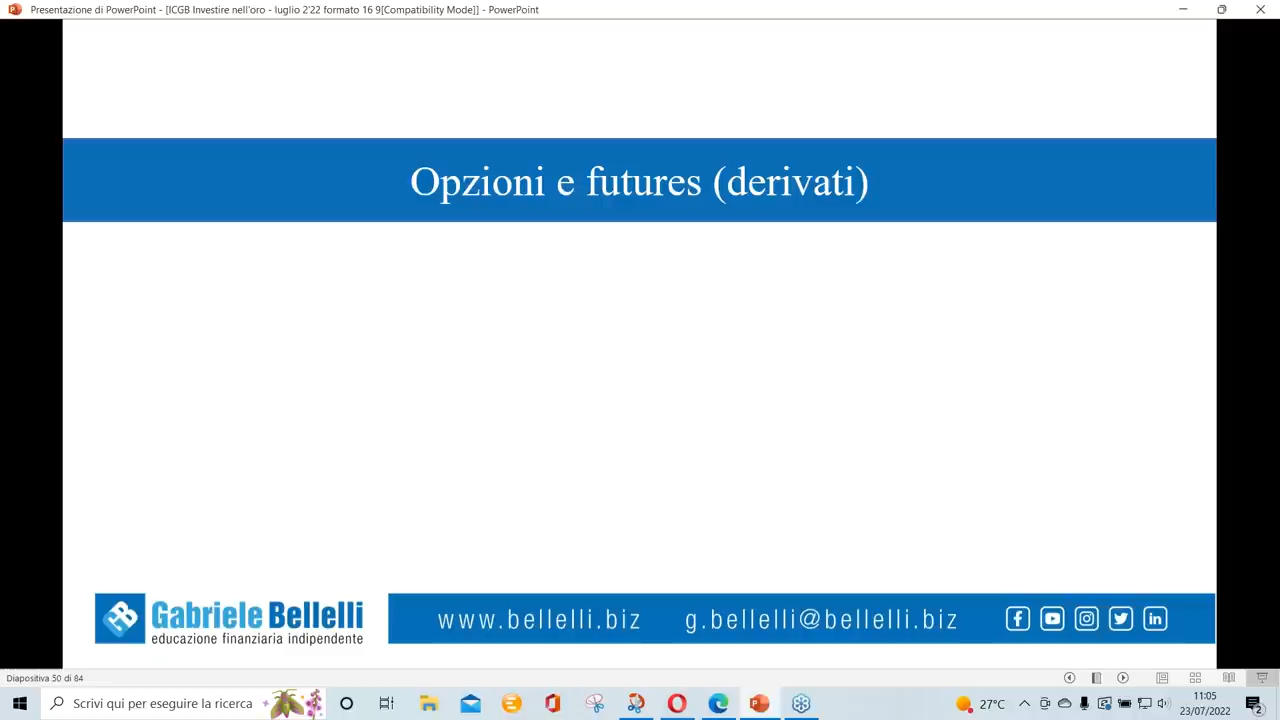 Presentazione di PowerPoint - [ICGB Investire nell'oro - luglio 2'22 formato 16 9[Compatibility Mode]] - PowerPoint
Opzioni e futures (derivati)
Gabriele Bellelli
educazione finanziaria indipendente
www.bellelli.biz g.bellelli@bellelli.biz
Diapositiva 50 di 84
Scrivi qui per eseguire la ricerca
27°C
11:05
23/07/2022
2